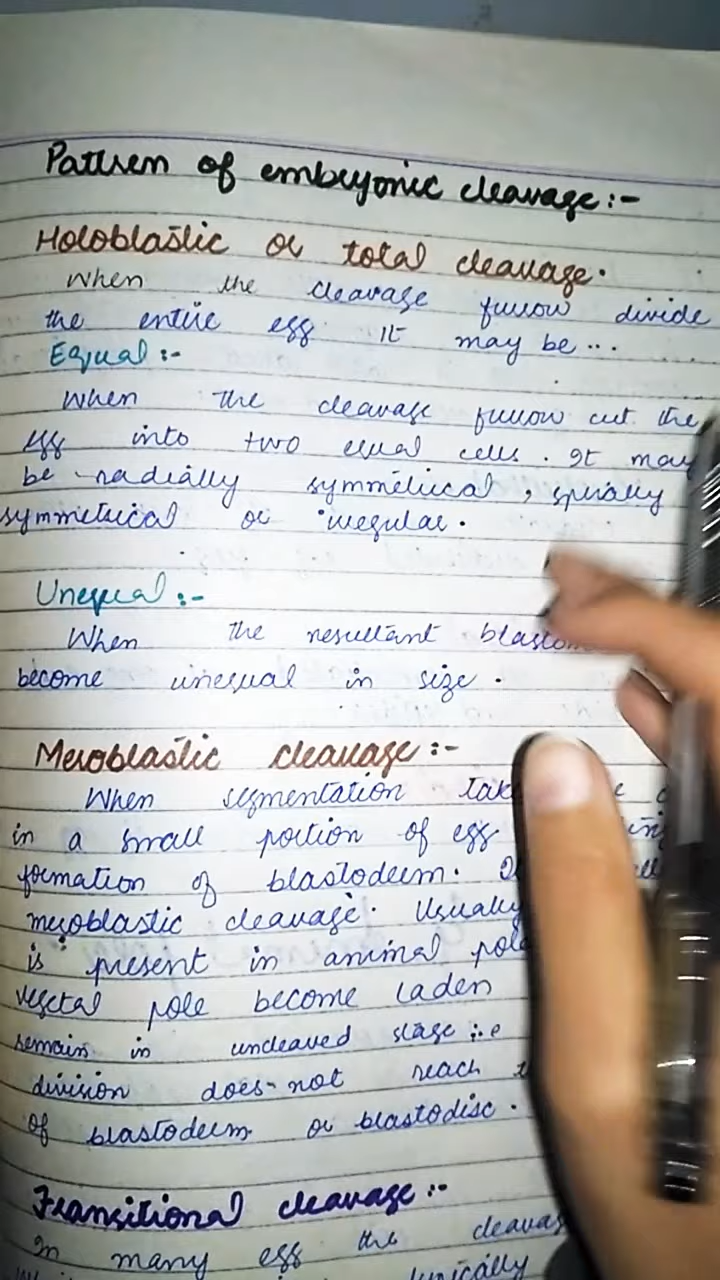 Pattern of embryonic cleavage:-
Holoblastic or total cleavage.
When the cleavage furrow divide
the entire egg it may be...
Equal:-
When the cleavage furrow cut the
egg into two equal cells. It may
be radially symmetrical, spirally
symmetrical or irregular.
Unequal:-
When the resultant
become unequal in size.
Meroblastic cleavage:-
When segmentation
in a small portion of egg
formation of blastoderm.
meroblastic cleavage. Usually
is present in animal
vegetal pole become laden
remain in uncleaved stage i:e
division does-not reach
of blastoderm or blastodisc.
Transitional cleavage:-
In many egg the